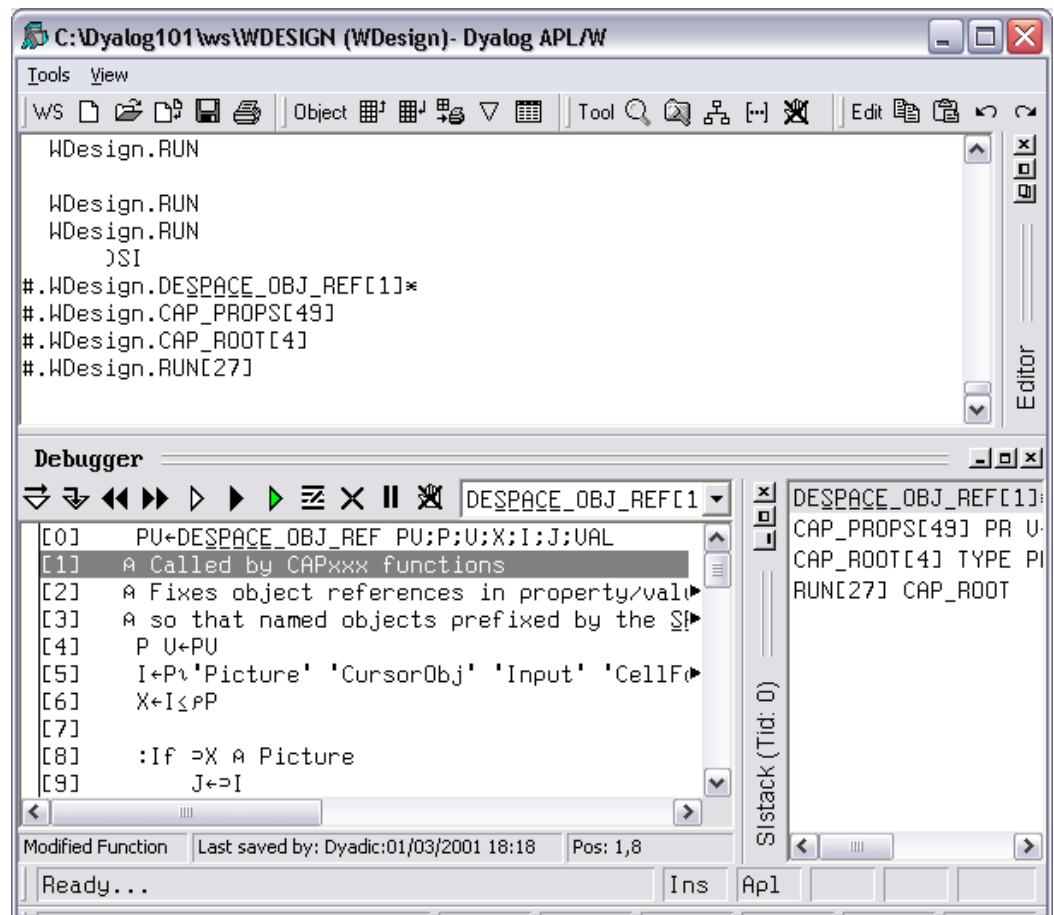 C:\Dyalog101\ws\WDESIGN (WDesign)- Dyalog APL/W
Tools View
WS Object Tool Edit
WDesign.RUN
WDesign.RUN
WDesign.RUN
)SI
#.WDesign.DESPACE_OBJ_REF[1]*
#.WDesign.CAP_PROPS[49]
#.WDesign.CAP_ROOT[4]
#.WDesign.RUN[27]
Editor
Debugger
DESPACE_OBJ_REF[1
[0] PV←DESPACE_OBJ_REF PV;P;V;X;I;J;VAL
[1] ⍝ Called by CAPxxx functions
[2] ⍝ Fixes object references in property/valu
[3] ⍝ so that named objects prefixed by the SP
[4] P V←PV
[5] I←P⍳'Picture' 'CursorObj' 'Input' 'CellFo
[6] X←I≤⍴P
[7]
[8] :If ⊃X ⍝ Picture
[9] J←⊃I
Modified Function Last saved by: Dyadic:01/03/2001 18:18 Pos: 1,8
SIstack (Tid: 0)
DESPACE_OBJ_REF[1]*
CAP_PROPS[49] PR V←
CAP_ROOT[4] TYPE PR
RUN[27] CAP_ROOT
Ready... Ins Apl